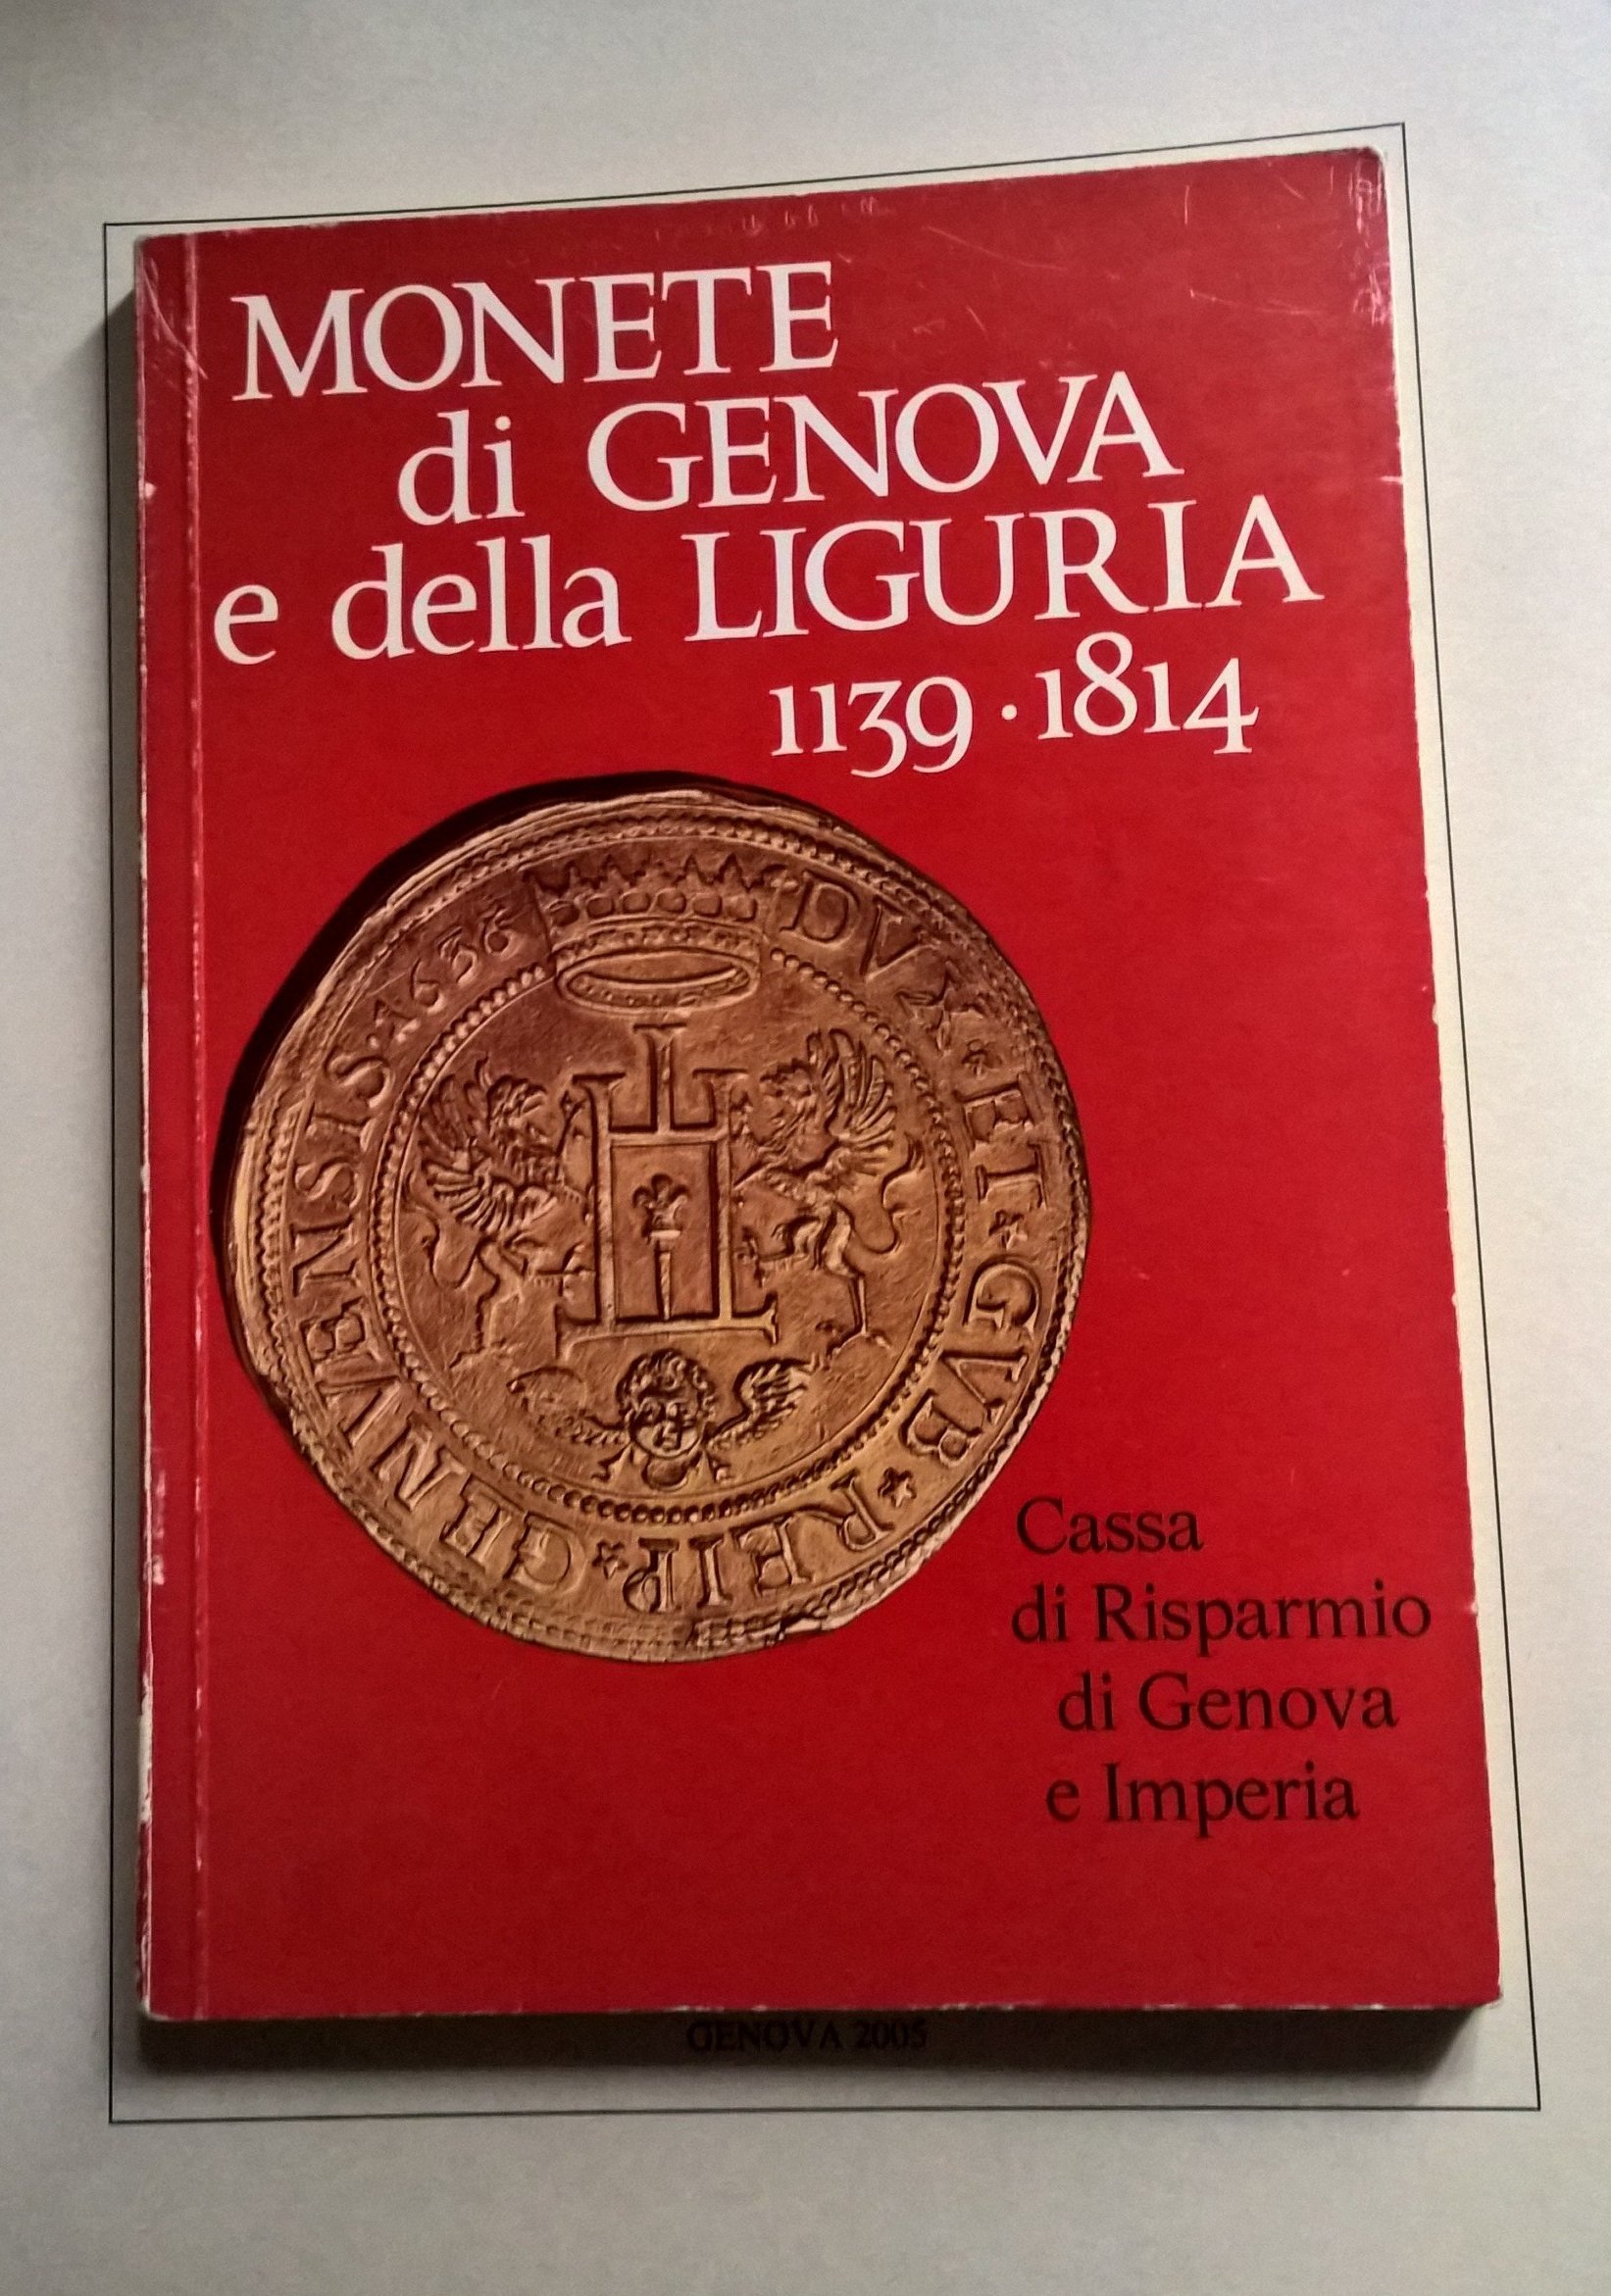 MONETE
di GENOVA
e della LIGURIA
1139 · 1814
DVX ★ ET ★ GVB ★ REIP ★ GENVENSIS · 1638
Cassa
di Risparmio
di Genova
e Imperia
GENOVA 2005